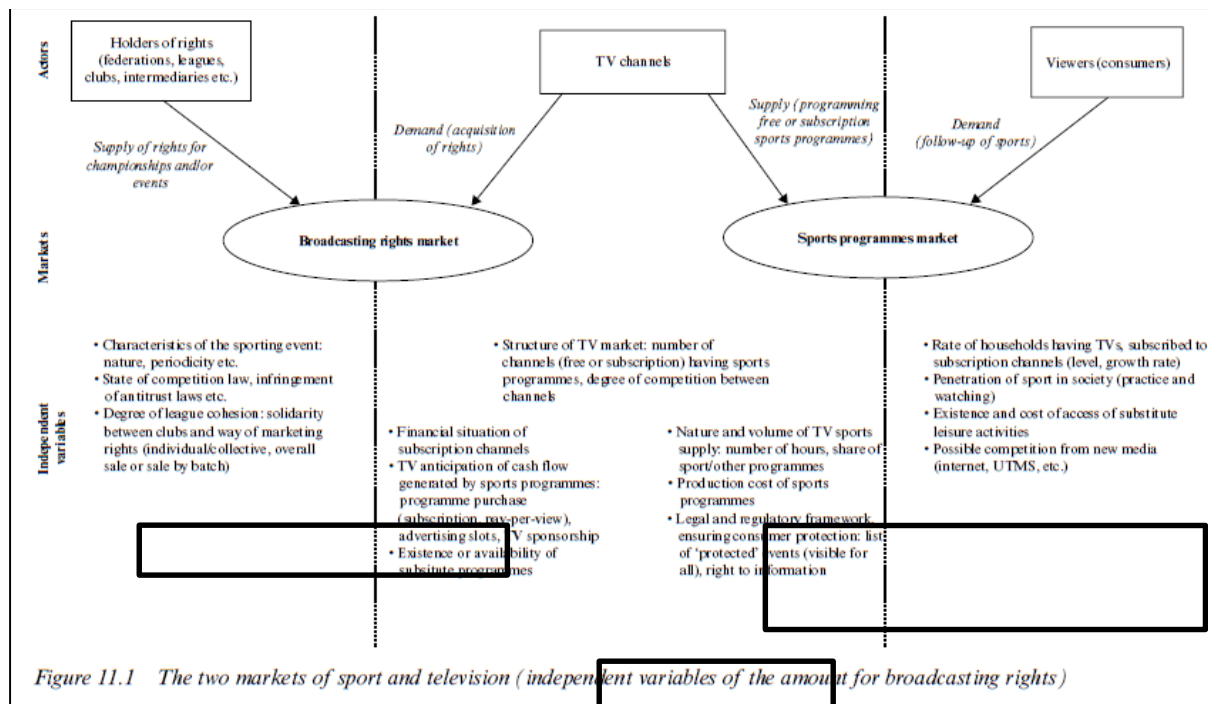 Actors
Holders of rights
(federations, leagues,
clubs, intermediaries etc.)
TV channels
Viewers (consumers)
Supply of rights for
championships and/or
events
Demand (acquisition
of rights)
Supply (programming
free or subscription
sports programmes)
Demand
(follow-up of sports)
Markets
Broadcasting rights market
Sports programmes market
Independent
variables
• Characteristics of the sporting event:
nature, periodicity etc.
• State of competition law, infringement
of antitrust laws etc.
• Degree of league cohesion: solidarity
between clubs and way of marketing
rights (individual/collective, overall
sale or sale by batch)
• Structure of TV market: number of
channels (free or subscription) having sports
programmes, degree of competition between
channels
• Financial situation of
subscription channels
• TV anticipation of cash flow
generated by sports programmes:
programme purchase
(subscription, pay-per-view),
advertising slots, TV sponsorship
• Existence or availability of
subsitute programmes
• Nature and volume of TV sports
supply: number of hours, share of
sport/other programmes
• Production cost of sports
programmes
• Legal and regulatory framework,
ensuring consumer protection: list
of ‘protected’ events (visible for
all), right to information
• Rate of households having TVs, subscribed to
subscription channels (level, growth rate)
• Penetration of sport in society (practice and
watching)
• Existence and cost of access of substitute
leisure activities
• Possible competition from new media
(internet, UTMS, etc.)
Figure 11.1 The two markets of sport and television (independent variables of the amount for broadcasting rights)